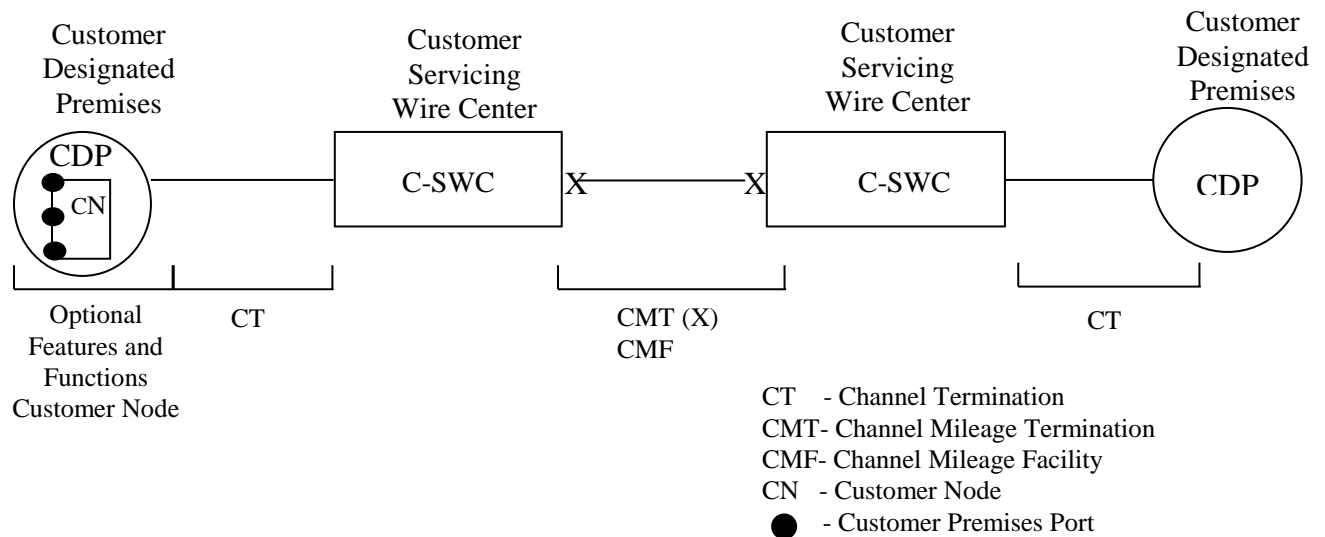 Customer
Designated
Premises
Customer
Servicing
Wire Center
Customer
Servicing
Wire Center
Customer
Designated
Premises
CDP
CN
C-SWC
X
X
C-SWC
CDP
Optional
Features and
Functions
Customer Node
CT
CMT (X)
CMF
CT
CT - Channel Termination
CMT- Channel Mileage Termination
CMF- Channel Mileage Facility
CN - Customer Node
- Customer Premises Port